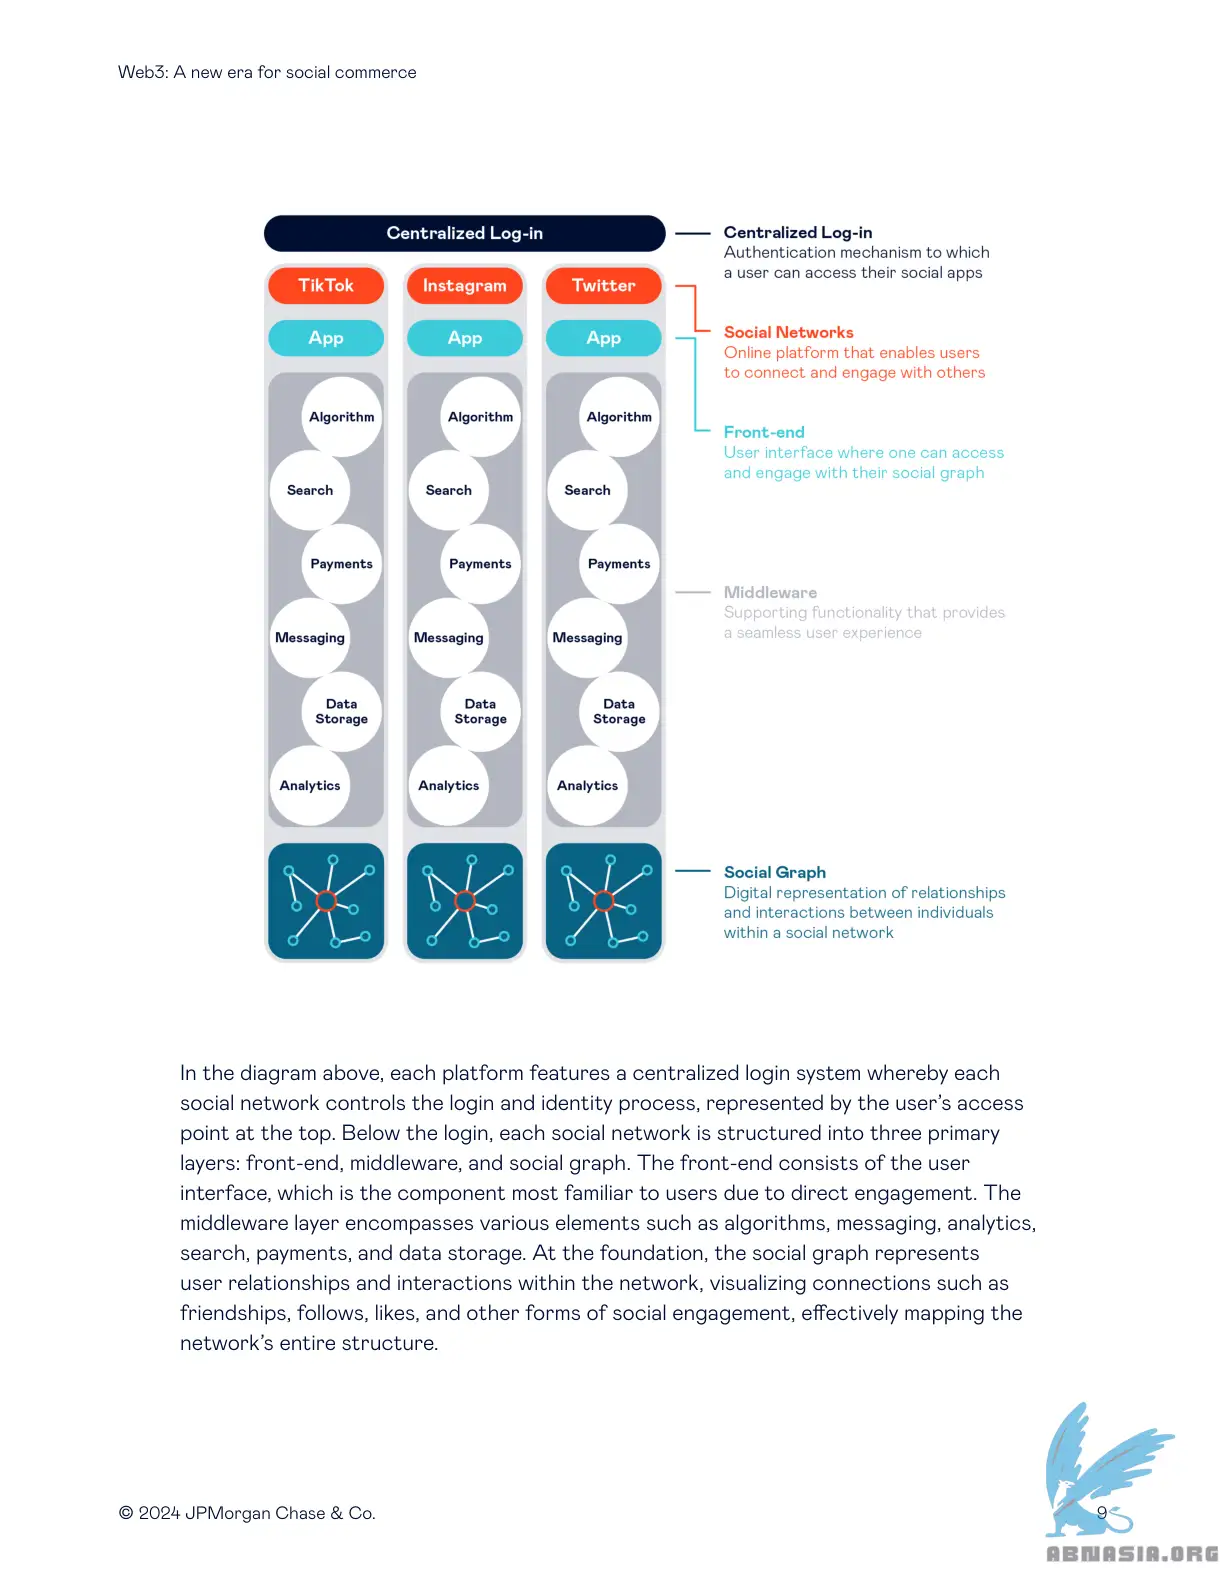 Web3: A new era for social commerce
Centralized Log-in
TikTok
Instagram
Twitter
App
App
App
Algorithm
Algorithm
Algorithm
Search
Search
Search
Payments
Payments
Payments
Messaging
Messaging
Messaging
Data
Storage
Data
Storage
Data
Storage
Analytics
Analytics
Analytics
Centralized Log-in
Authentication mechanism to which
a user can access their social apps
Social Networks
Online platform that enables users
to connect and engage with others
Front-end
User interface where one can access
and engage with their social graph
Middleware
Supporting functionality that provides
a seamless user experience
Social Graph
Digital representation of relationships
and interactions between individuals
within a social network
In the diagram above, each platform features a centralized login system whereby each
social network controls the login and identity process, represented by the user’s access
point at the top. Below the login, each social network is structured into three primary
layers: front-end, middleware, and social graph. The front-end consists of the user
interface, which is the component most familiar to users due to direct engagement. The
middleware layer encompasses various elements such as algorithms, messaging, analytics,
search, payments, and data storage. At the foundation, the social graph represents
user relationships and interactions within the network, visualizing connections such as
friendships, follows, likes, and other forms of social engagement, effectively mapping the
network’s entire structure.
© 2024 JPMorgan Chase & Co.
9
ABNASIA.ORG